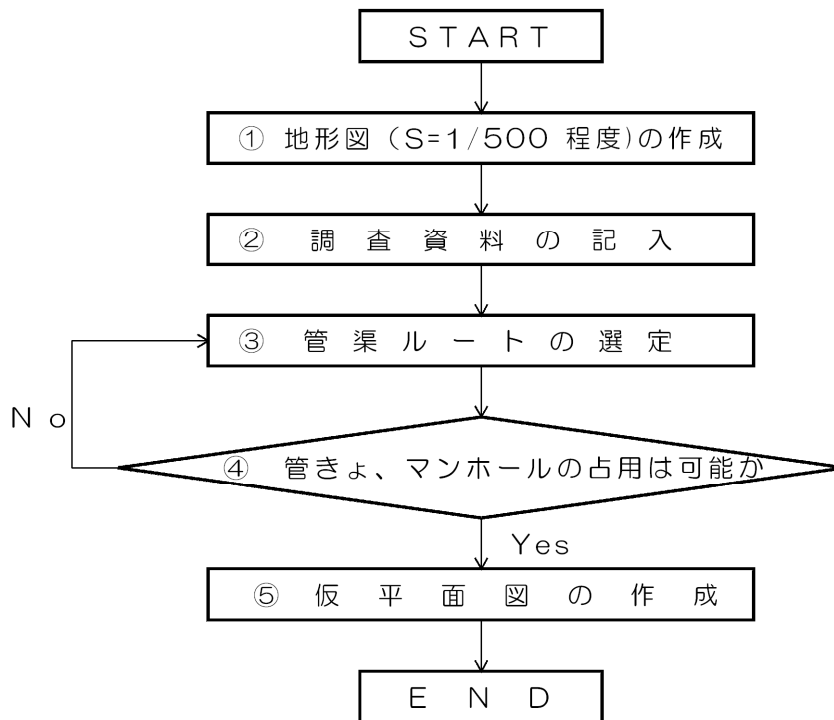 START
① 地形図（S=1/500 程度)の作成
② 調査資料の記入
③ 管渠ルートの選定
No
④ 管きょ、マンホールの占用は可能か
Yes
⑤ 仮平面図の作成
END